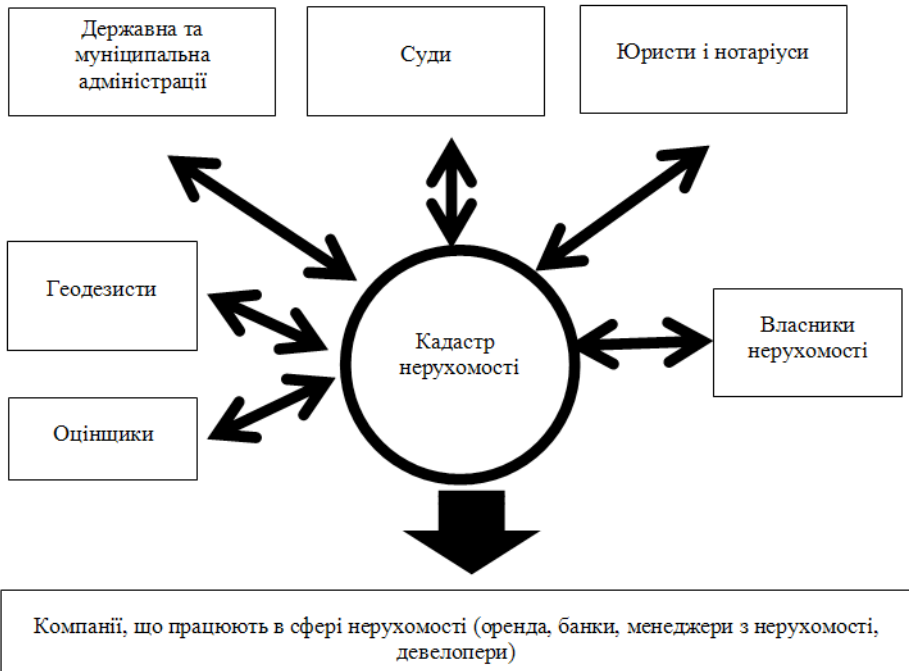 Державна та
муніципальна
адміністрації
Суди
Юристи і нотаріуси
Геодезисти
Кадастр
нерухомості
Власники
нерухомості
Оцінщики
Компанії, що працюють в сфері нерухомості (оренда, банки, менеджери з нерухомості,
девелопери)